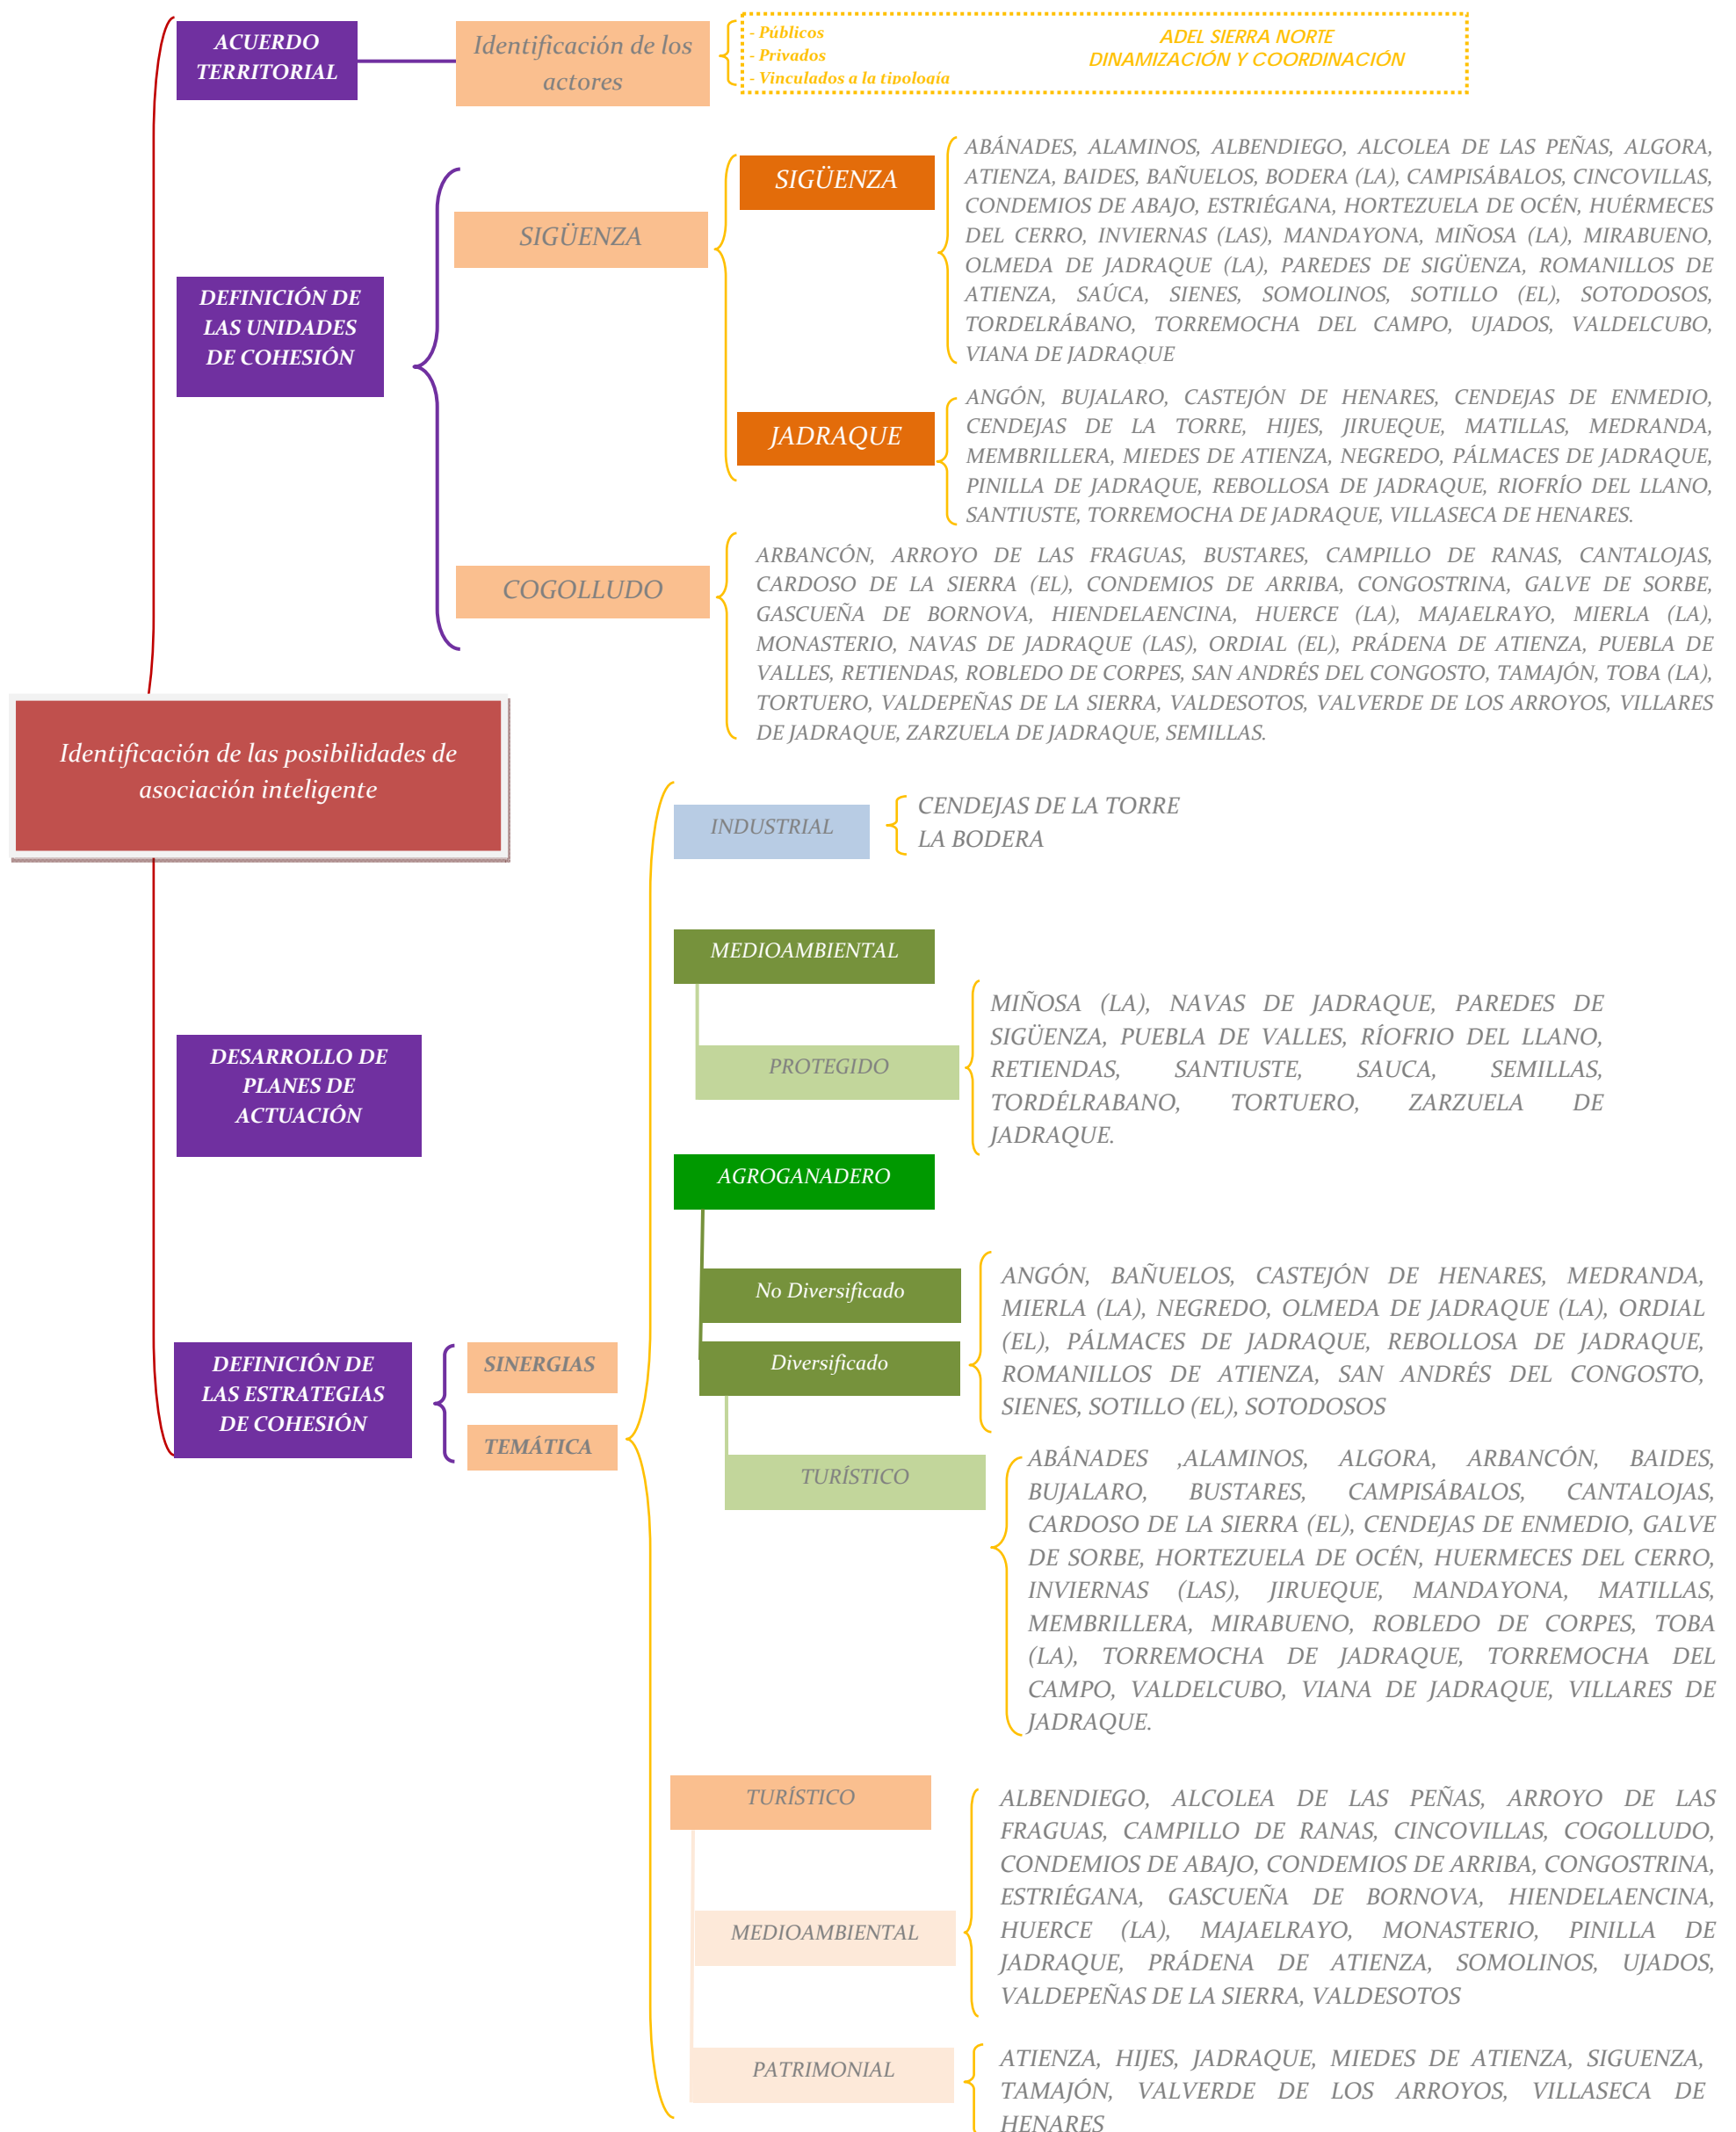 ACUERDO
TERRITORIAL
Identificación de los
actores
- Públicos
- Privados
- Vinculados a la tipología
ADEL SIERRA NORTE
DINAMIZACIÓN Y COORDINACIÓN
DEFINICIÓN DE
LAS UNIDADES
DE COHESIÓN
SIGÜENZA
SIGÜENZA
ABÁNADES, ALAMINOS, ALBENDIEGO, ALCOLEA DE LAS PEÑAS, ALGORA,
ATIENZA, BAIDES, BAÑUELOS, BODERA (LA), CAMPISÁBALOS, CINCOVILLAS,
CONDEMIOS DE ABAJO, ESTRIÉGANA, HORTEZUELA DE OCÉN, HUÉRMECES
DEL CERRO, INVIERNAS (LAS), MANDAYONA, MIÑOSA (LA), MIRABUENO,
OLMEDA DE JADRAQUE (LA), PAREDES DE SIGÜENZA, ROMANILLOS DE
ATIENZA, SAÚCA, SIENES, SOMOLINOS, SOTILLO (EL), SOTODOSOS,
TORDELRÁBANO, TORREMOCHA DEL CAMPO, UJADOS, VALDELCUBO,
VIANA DE JADRAQUE
JADRAQUE
ANGÓN, BUJALARO, CASTEJÓN DE HENARES, CENDEJAS DE ENMEDIO,
CENDEJAS DE LA TORRE, HIJES, JIRUEQUE, MATILLAS, MEDRANDA,
MEMBRILLERA, MIEDES DE ATIENZA, NEGREDO, PÁLMACES DE JADRAQUE,
PINILLA DE JADRAQUE, REBOLLOSA DE JADRAQUE, RIOFRÍO DEL LLANO,
SANTIUSTE, TORREMOCHA DE JADRAQUE, VILLASECA DE HENARES.
COGOLLUDO
ARBANCÓN, ARROYO DE LAS FRAGUAS, BUSTARES, CAMPILLO DE RANAS, CANTALOJAS,
CARDOSO DE LA SIERRA (EL), CONDEMIOS DE ARRIBA, CONGOSTRINA, GALVE DE SORBE,
GASCUEÑA DE BORNOVA, HIENDELAENCINA, HUERCE (LA), MAJAELRAYO, MIERLA (LA),
MONASTERIO, NAVAS DE JADRAQUE (LAS), ORDIAL (EL), PRÁDENA DE ATIENZA, PUEBLA DE
VALLES, RETIENDAS, ROBLEDO DE CORPES, SAN ANDRÉS DEL CONGOSTO, TAMAJÓN, TOBA (LA),
TORTUERO, VALDEPEÑAS DE LA SIERRA, VALDESOTOS, VALVERDE DE LOS ARROYOS, VILLARES
DE JADRAQUE, ZARZUELA DE JADRAQUE, SEMILLAS.
Identificación de las posibilidades de
asociación inteligente
INDUSTRIAL
CENDEJAS DE LA TORRE
LA BODERA
MEDIOAMBIENTAL
PROTEGIDO
MIÑOSA (LA), NAVAS DE JADRAQUE, PAREDES DE
SIGÜENZA, PUEBLA DE VALLES, RÍOFRIO DEL LLANO,
RETIENDAS, SANTIUSTE, SAUCA, SEMILLAS,
TORDÉLRABANO, TORTUERO, ZARZUELA DE
JADRAQUE.
DESARROLLO DE
PLANES DE
ACTUACIÓN
AGROGANADERO
No Diversificado
Diversificado
ANGÓN, BAÑUELOS, CASTEJÓN DE HENARES, MEDRANDA,
MIERLA (LA), NEGREDO, OLMEDA DE JADRAQUE (LA), ORDIAL
(EL), PÁLMACES DE JADRAQUE, REBOLLOSA DE JADRAQUE,
ROMANILLOS DE ATIENZA, SAN ANDRÉS DEL CONGOSTO,
SIENES, SOTILLO (EL), SOTODOSOS
DEFINICIÓN DE
LAS ESTRATEGIAS
DE COHESIÓN
SINERGIAS
TEMÁTICA
TURÍSTICO
ABÁNADES ,ALAMINOS, ALGORA, ARBANCÓN, BAIDES,
BUJALARO, BUSTARES, CAMPISÁBALOS, CANTALOJAS,
CARDOSO DE LA SIERRA (EL), CENDEJAS DE ENMEDIO, GALVE
DE SORBE, HORTEZUELA DE OCÉN, HUERMECES DEL CERRO,
INVIERNAS (LAS), JIRUEQUE, MANDAYONA, MATILLAS,
MEMBRILLERA, MIRABUENO, ROBLEDO DE CORPES, TOBA
(LA), TORREMOCHA DE JADRAQUE, TORREMOCHA DEL
CAMPO, VALDELCUBO, VIANA DE JADRAQUE, VILLARES DE
JADRAQUE.
TURÍSTICO
MEDIOAMBIENTAL
ALBENDIEGO, ALCOLEA DE LAS PEÑAS, ARROYO DE LAS
FRAGUAS, CAMPILLO DE RANAS, CINCOVILLAS, COGOLLUDO,
CONDEMIOS DE ABAJO, CONDEMIOS DE ARRIBA, CONGOSTRINA,
ESTRIÉGANA, GASCUEÑA DE BORNOVA, HIENDELAENCINA,
HUERCE (LA), MAJAELRAYO, MONASTERIO, PINILLA DE
JADRAQUE, PRÁDENA DE ATIENZA, SOMOLINOS, UJADOS,
VALDEPEÑAS DE LA SIERRA, VALDESOTOS
PATRIMONIAL
ATIENZA, HIJES, JADRAQUE, MIEDES DE ATIENZA, SIGUENZA,
TAMAJÓN, VALVERDE DE LOS ARROYOS, VILLASECA DE
HENARES